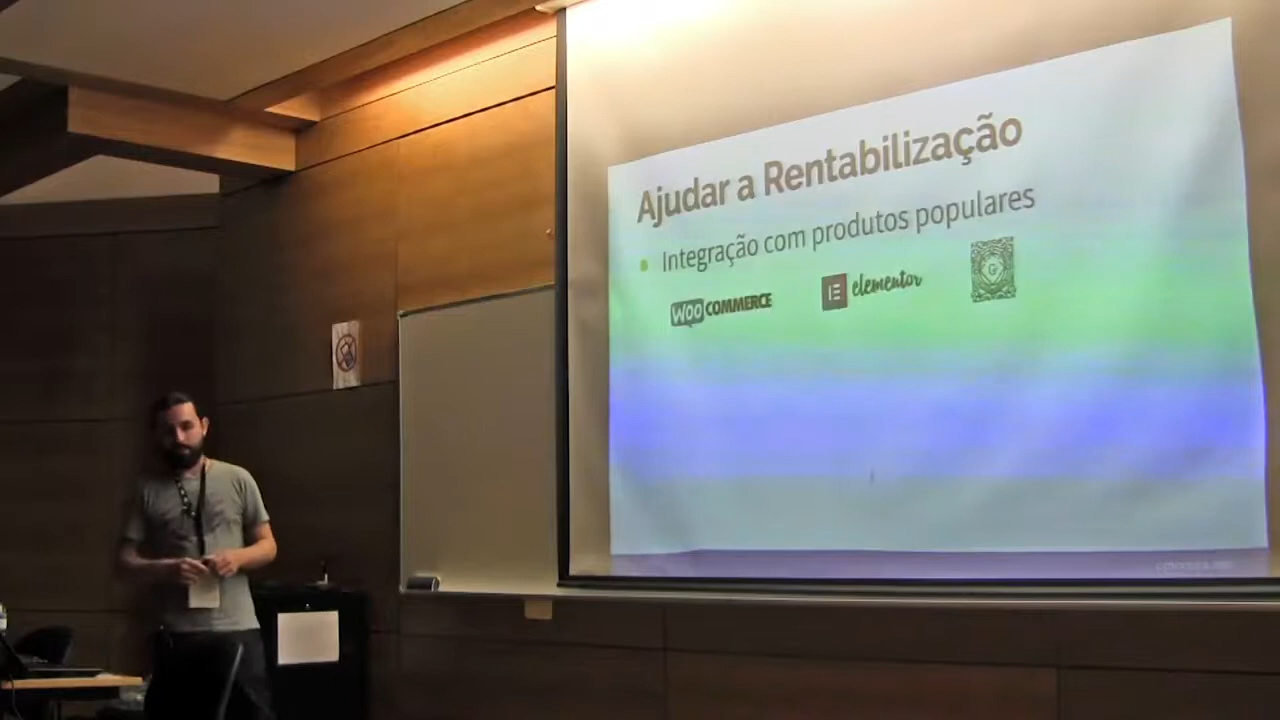 Ajudar a Rentabilização
Integração com produtos populares
WOO COMMERCE
elementor
G